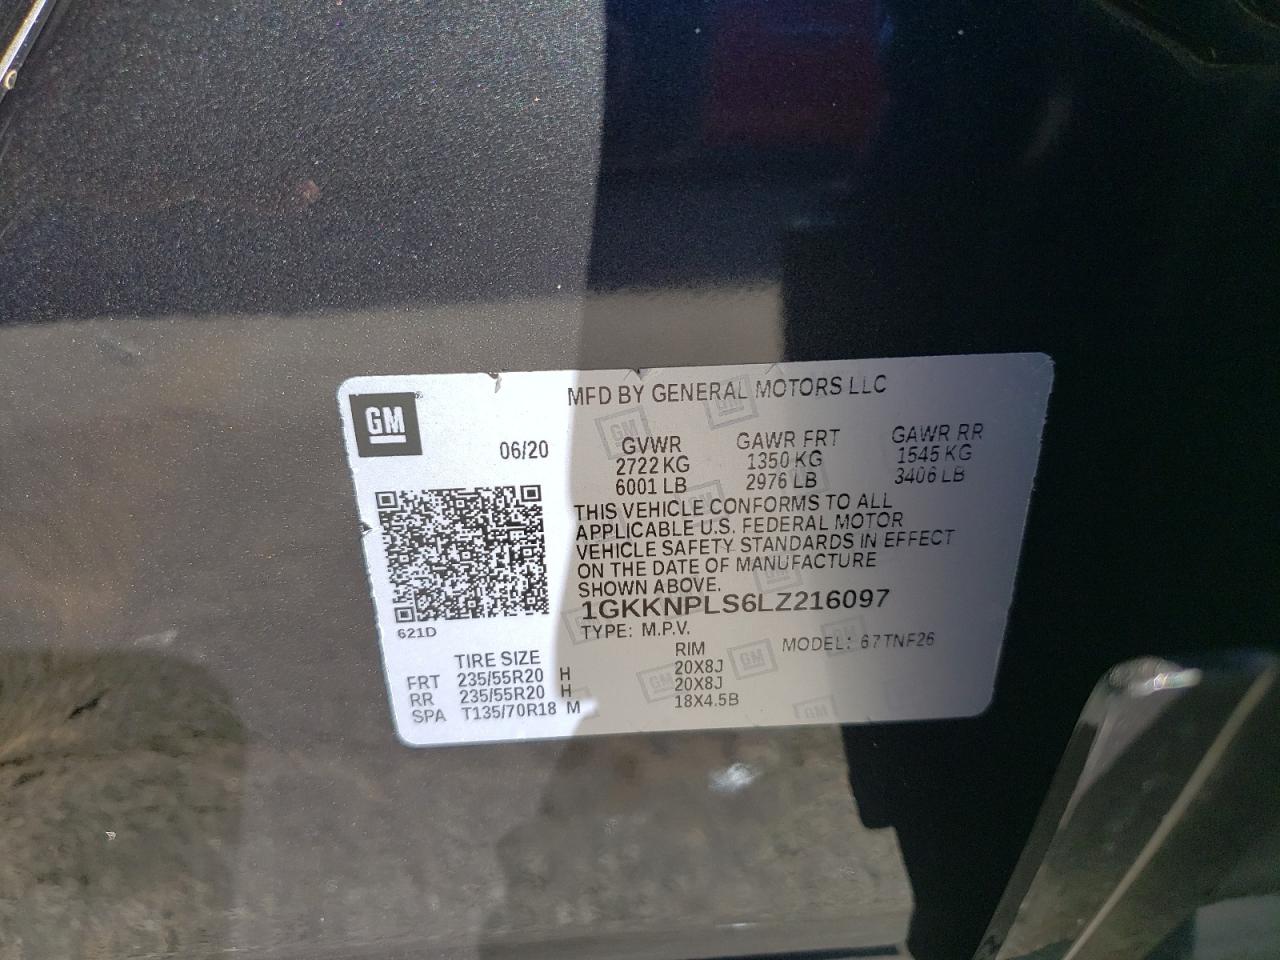 MFD BY GENERAL MOTORS LLC
GM
06/20
GVWR GAWR FRT GAWR RR
2722 KG 1350 KG 1545 KG
6001 LB 2976 LB 3406 LB
THIS VEHICLE CONFORMS TO ALL
APPLICABLE U.S. FEDERAL MOTOR
VEHICLE SAFETY STANDARDS IN EFFECT
ON THE DATE OF MANUFACTURE
SHOWN ABOVE.
1GKKNPLS6LZ216097
621D
TYPE: M.P.V. MODEL: 67TNF26
TIRE SIZE RIM
FRT 235/55R20 H 20X8J
RR 235/55R20 H 20X8J
SPA T135/70R18 M 18X4.5B